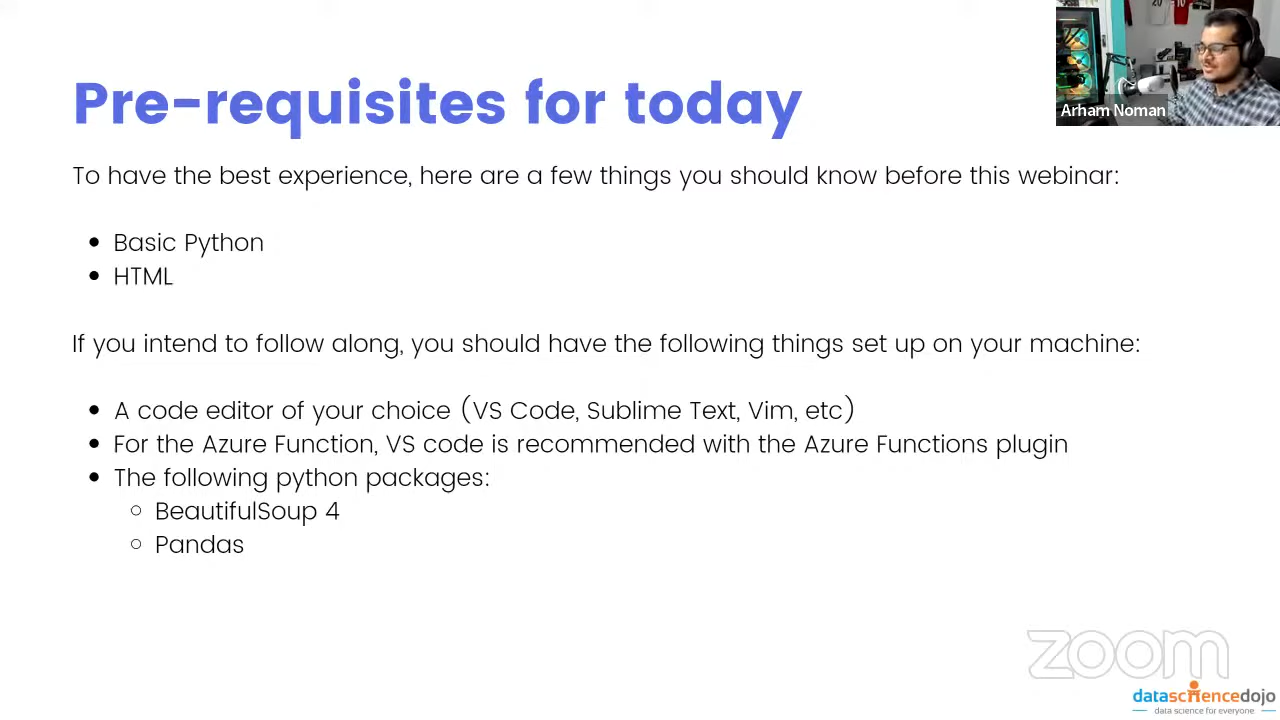 Pre-requisites for today
Arham Noman
To have the best experience, here are a few things you should know before this webinar:
• Basic Python
• HTML
If you intend to follow along, you should have the following things set up on your machine:
• A code editor of your choice (VS Code, Sublime Text, Vim, etc)
• For the Azure Function, VS code is recommended with the Azure Functions plugin
• The following python packages:
○ BeautifulSoup 4
○ Pandas
zoom
datasciencedojo
data science for everyone